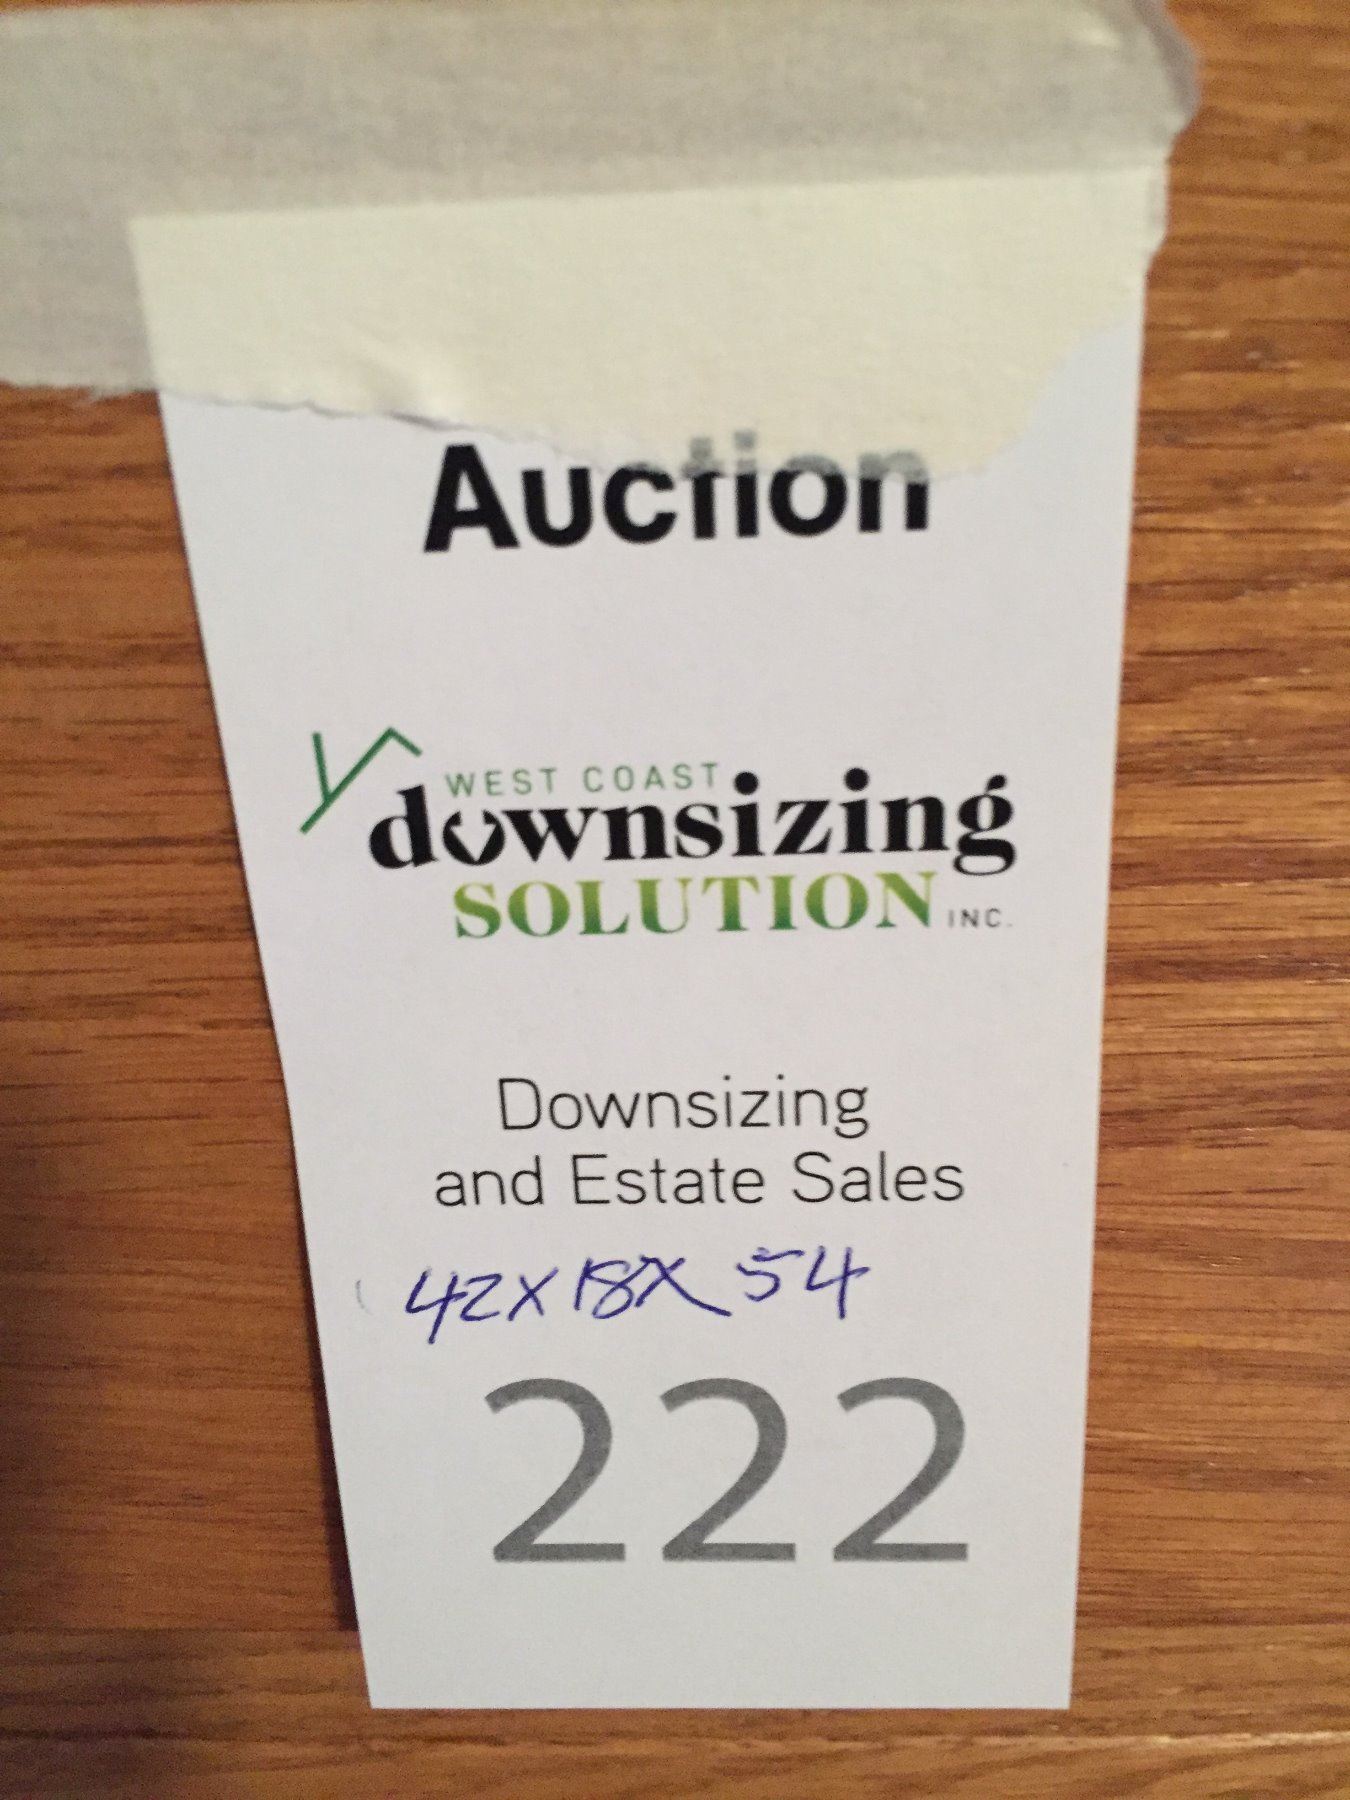 Auction
WEST COAST
downsizing
SOLUTION INC.
Downsizing
and Estate Sales
42x18x54
222